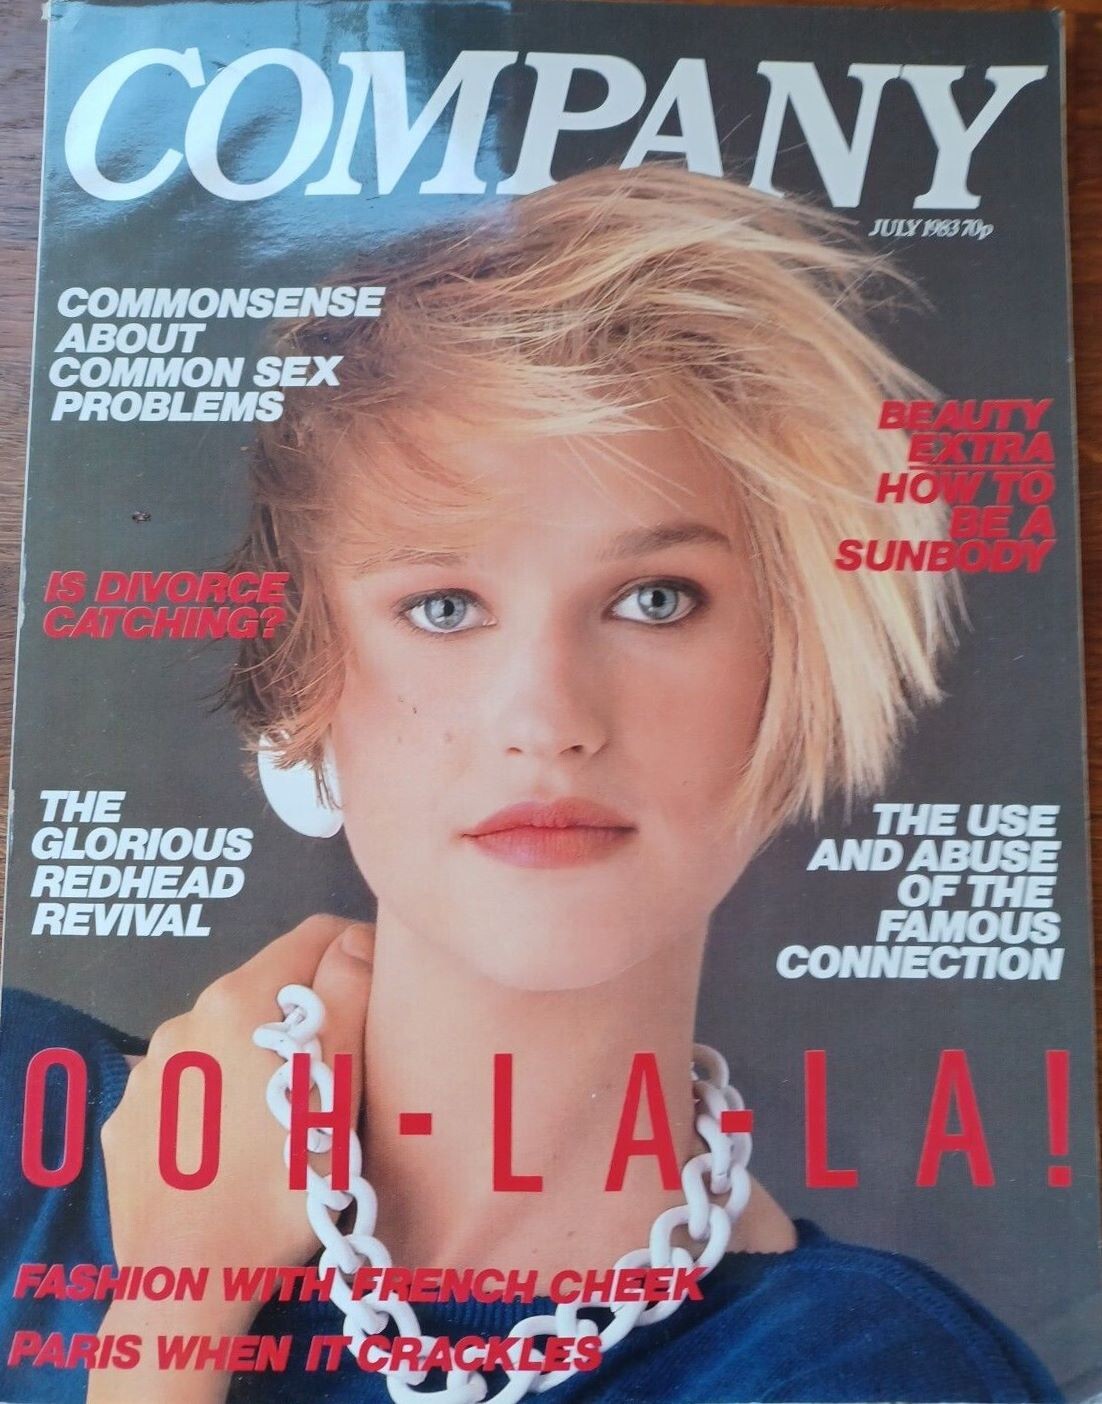 COMPANY
JULY 1983 70p
COMMONSENSE
ABOUT
COMMON SEX
PROBLEMS
BEAUTY
EXTRA
HOW TO
BE A
SUNBODY
IS DIVORCE
CATCHING?
THE
GLORIOUS
REDHEAD
REVIVAL
THE USE
AND ABUSE
OF THE
FAMOUS
CONNECTION
OOH-LA-LA!
FASHION WITH FRENCH CHEEK
PARIS WHEN IT CRACKLES